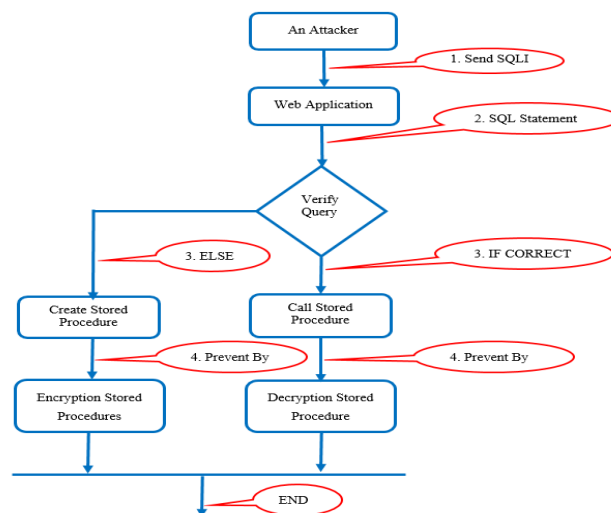 An Attacker
1. Send SQLI
Web Application
2. SQL Statement
Verify
Query
3. ELSE
3. IF CORRECT
Create Stored
Procedure
Call Stored
Procedure
4. Prevent By
4. Prevent By
Encryption Stored
Procedures
Decryption Stored
Procedure
END